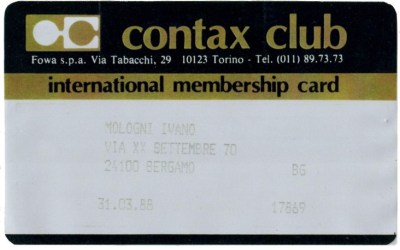 contax club
Fowa s.p.a. Via Tabacchi, 29 10123 Torino - Tel. (011) 89.73.73
international membership card
MOLOGNI IVANO
VIA XX SETTEMBRE 70
24100 BERGAMO BG
31.03.88 17869